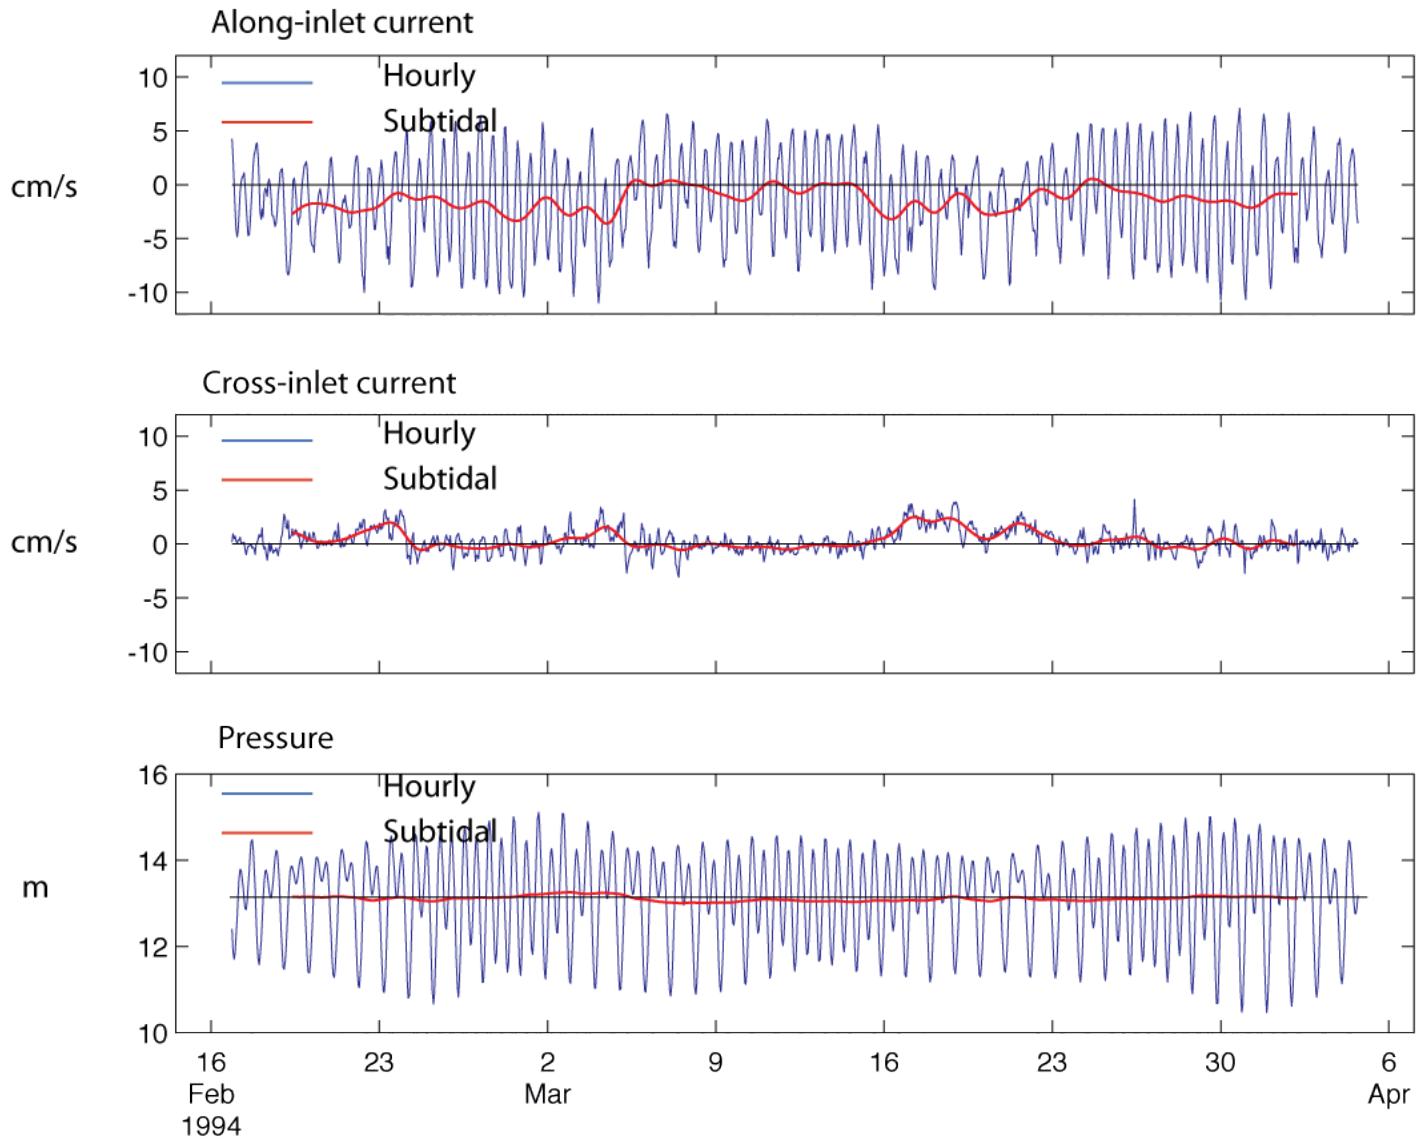 Along-inlet current
Hourly
Subtidal
10
5
0
-5
-10
cm/s
Cross-inlet current
Hourly
Subtidal
10
5
0
-5
-10
cm/s
Pressure
Hourly
Subtidal
16
14
12
10
m
16 23 2 9 16 23 30 6
Feb Mar Apr
1994